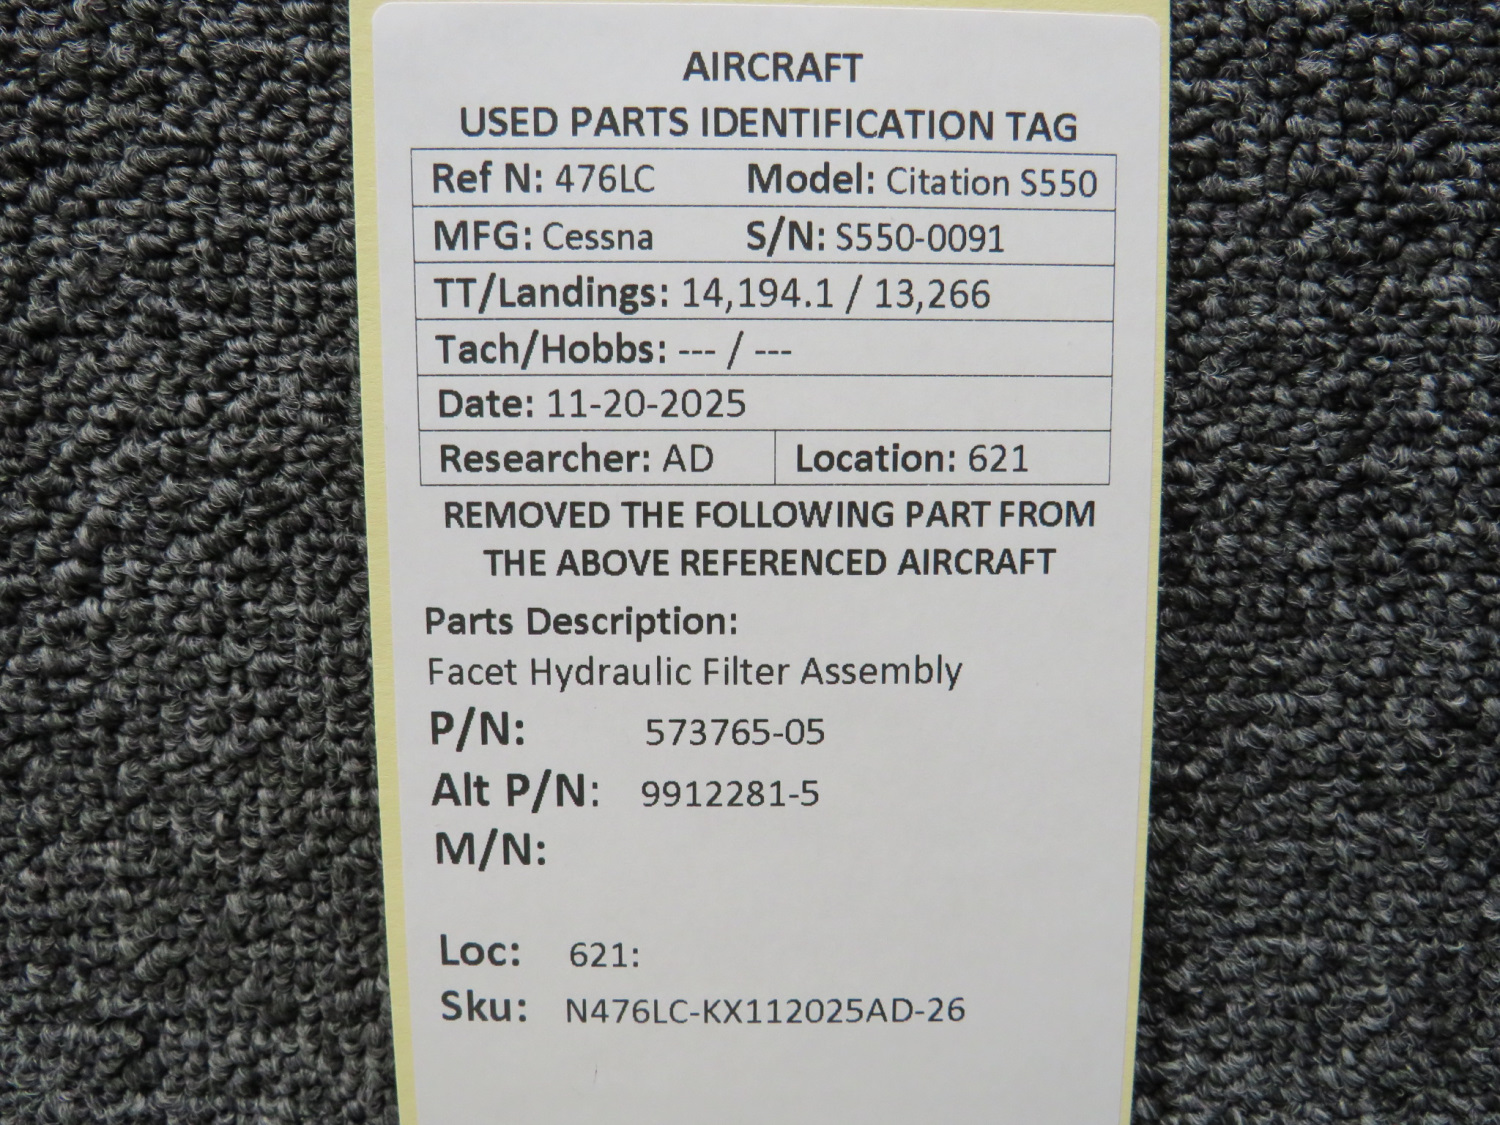 AIRCRAFT
USED PARTS IDENTIFICATION TAG
Ref N: 476LC Model: Citation S550
MFG: Cessna S/N: S550-0091
TT/Landings: 14,194.1 / 13,266
Tach/Hobbs: --- / ---
Date: 11-20-2025
Researcher: AD Location: 621
REMOVED THE FOLLOWING PART FROM
THE ABOVE REFERENCED AIRCRAFT
Parts Description:
Facet Hydraulic Filter Assembly
P/N: 573765-05
Alt P/N: 9912281-5
M/N:
Loc: 621:
Sku: N476LC-KX112025AD-26